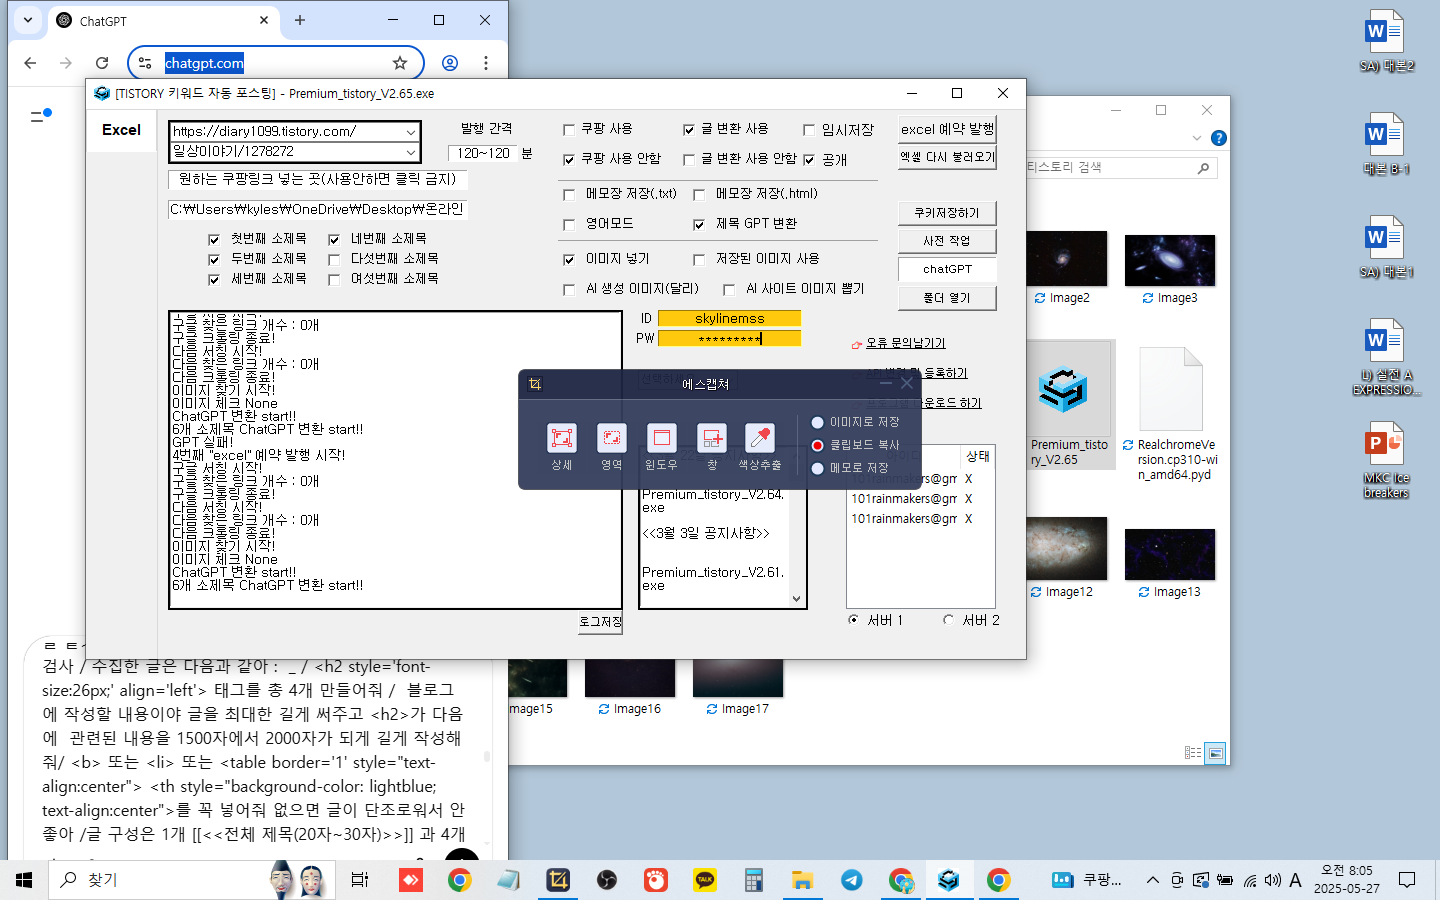 ChatGPT
chatgpt.com
SA) 대본2
대본 B-1
SA) 대본1
L) 실전 A
EXPRESSIO...
MKC Ice
breakers
[TISTORY 키워드 자동 포스팅] - Premium_tistory_V2.65.exe
Excel
https://diary1099.tistory.com/
일상이야기/1278272
발행 간격
120~120 분
원하는 쿠팡링크 넣는 곳(사용안하면 클릭 금지)
C:₩Users₩kyles₩OneDrive₩Desktop₩온라인
첫번째 소제목
네번째 소제목
두번째 소제목
다섯번째 소제목
세번째 소제목
여섯번째 소제목
쿠팡 사용
글 변환 사용
임시저장
쿠팡 사용 안함
글 변환 사용 안함
공개
메모장 저장(.txt)
메모장 저장(.html)
영어모드
제목 GPT 변환
이미지 넣기
저장된 이미지 사용
AI 생성 이미지(달리)
AI 사이트 이미지 뽑기
excel 예약 발행
엑셀 다시 불러오기
쿠키저장하기
사전 작업
chatGPT
폴더 열기
ID skylinemss
PW *********
오류 문의남기기
구글 찾은 링크 개수 : 0개
구글 크롤링 종료!
다음 서칭 시작!
다음 찾은 링크 개수 : 0개
다음 크롤링 종료!
이미지 찾기 시작!
이미지 체크 None
ChatGPT 변환 start!!
6개 소제목 ChatGPT 변환 start!!
GPT 실패!
4번째 "excel" 예약 발행 시작!
구글 서칭 시작!
구글 찾은 링크 개수 : 0개
구글 크롤링 종료!
다음 서칭 시작!
다음 찾은 링크 개수 : 0개
다음 크롤링 종료!
이미지 찾기 시작!
이미지 체크 None
ChatGPT 변환 start!!
6개 소제목 ChatGPT 변환 start!!
로그저장
에스캡쳐
상세
영역
윈도우
창
색상추출
이미지로 저장
클립보드 복사
메모로 저장
Premium_tistory_V2.64.
exe
<<3월 3일 공지사항>>
Premium_tistory_V2.61.
exe
상태
101rainmakers@gm X
101rainmakers@gm X
101rainmakers@gm X
서버 1
서버 2
티스토리 검색
Image2
Image3
Premium_tisto
ry_V2.65
RealchromeVe
rsion.cp310-wi
n_amd64.pyd
Image12
Image13
mage15
Image16
Image17
검사 / 수집한 글은 다음과 같아 : _ / <h2 style='font-
size:26px;' align='left'> 태그를 총 4개 만들어줘 / 블로그
에 작성할 내용이야 글을 최대한 길게 써주고 <h2>가 다음
에 관련된 내용을 1500자에서 2000자가 되게 길게 작성해
줘/ <b> 또는 <li> 또는 <table border='1' style="text-
align:center"> <th style="background-color: lightblue;
text-align:center">를 꼭 넣어줘 없으면 글이 단조로워서 안
좋아 /글 구성은 1개 [[<<전체 제목(20자~30자)>>]] 과 4개
찾기
쿠팡...
A
오전 8:05
2025-05-27